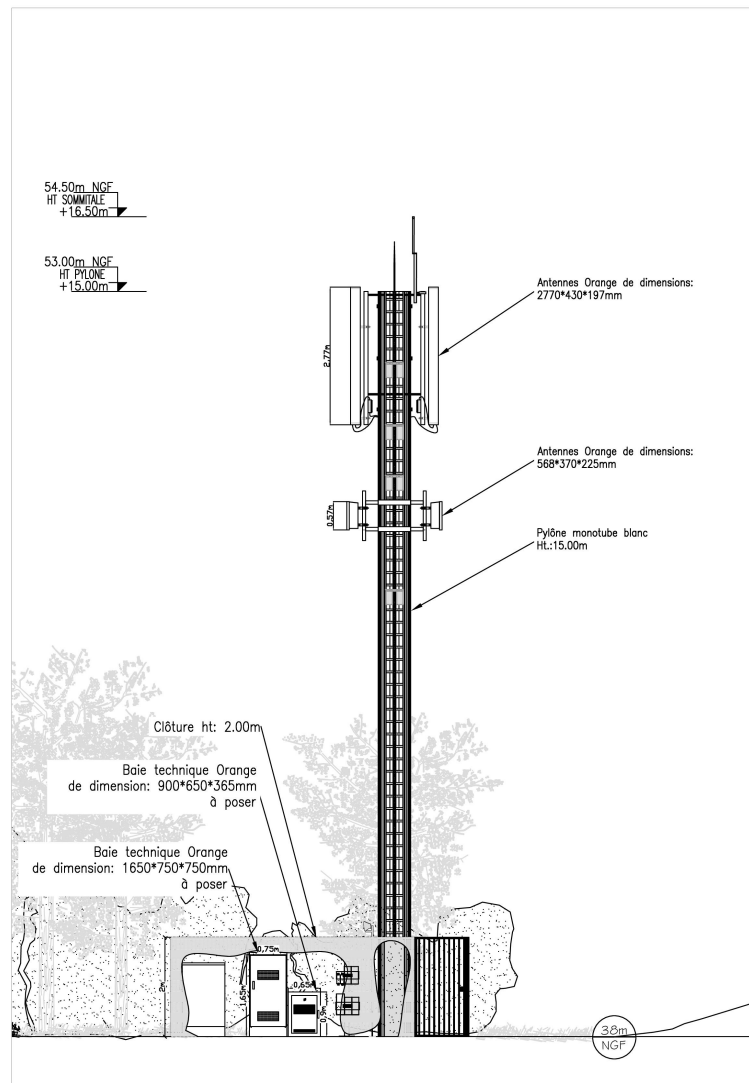 54.50m NGF
HT SOMMITALE
+16.50m
53.00m NGF
HT PYLONE
+15.00m
Antennes Orange de dimensions:
2770*430*197mm
2.77m
Antennes Orange de dimensions:
568*370*225mm
0.57m
Pylône monotube blanc
Ht.:15.00m
Clôture ht: 2.00m
Baie technique Orange
de dimension: 900*650*365mm
à poser
Baie technique Orange
de dimension: 1650*750*750mm
à poser
0,75m
2m
1,65m
0,65m
0,9m
38m
NGF